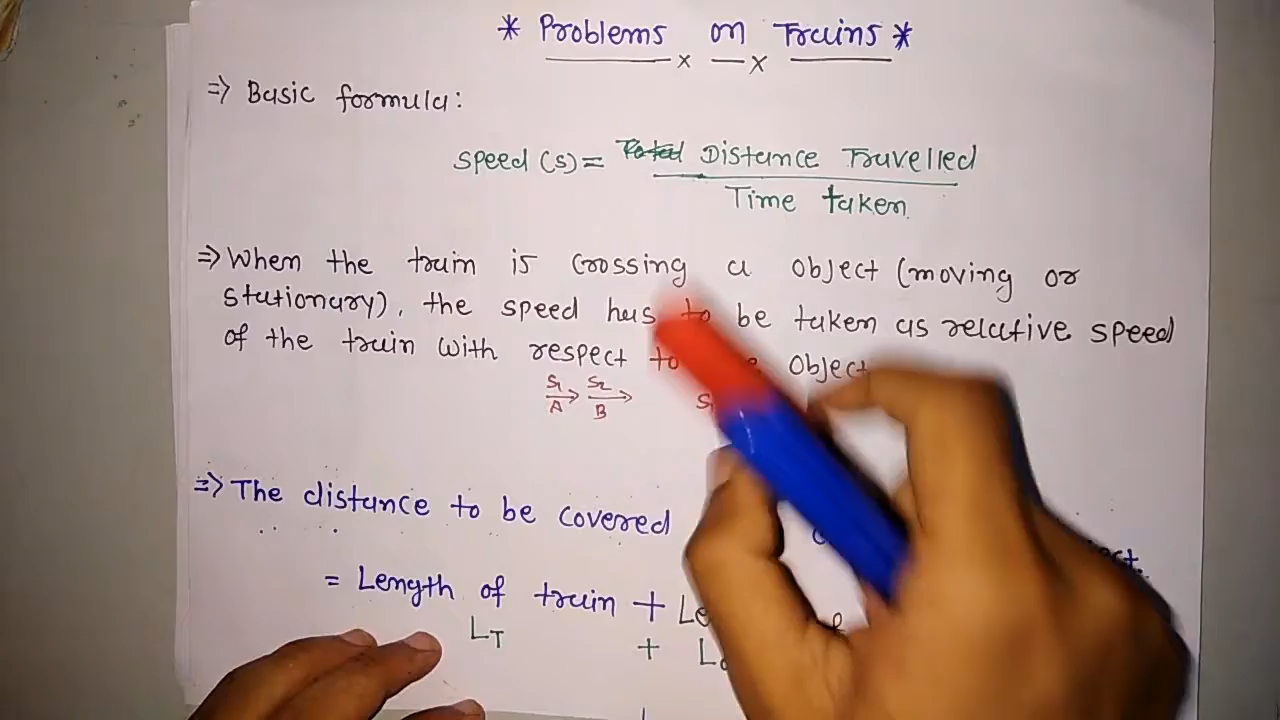 * Problems on Trains *
⇒ Basic formula:
Speed (s) = Distance Travelled
Time taken
⇒ When the train is crossing a object (moving or
stationary), the speed has to be taken as relative speed
of the train with respect to object
S1 S2
A B
⇒ The distance to be covered
= Length of train +
LT + L